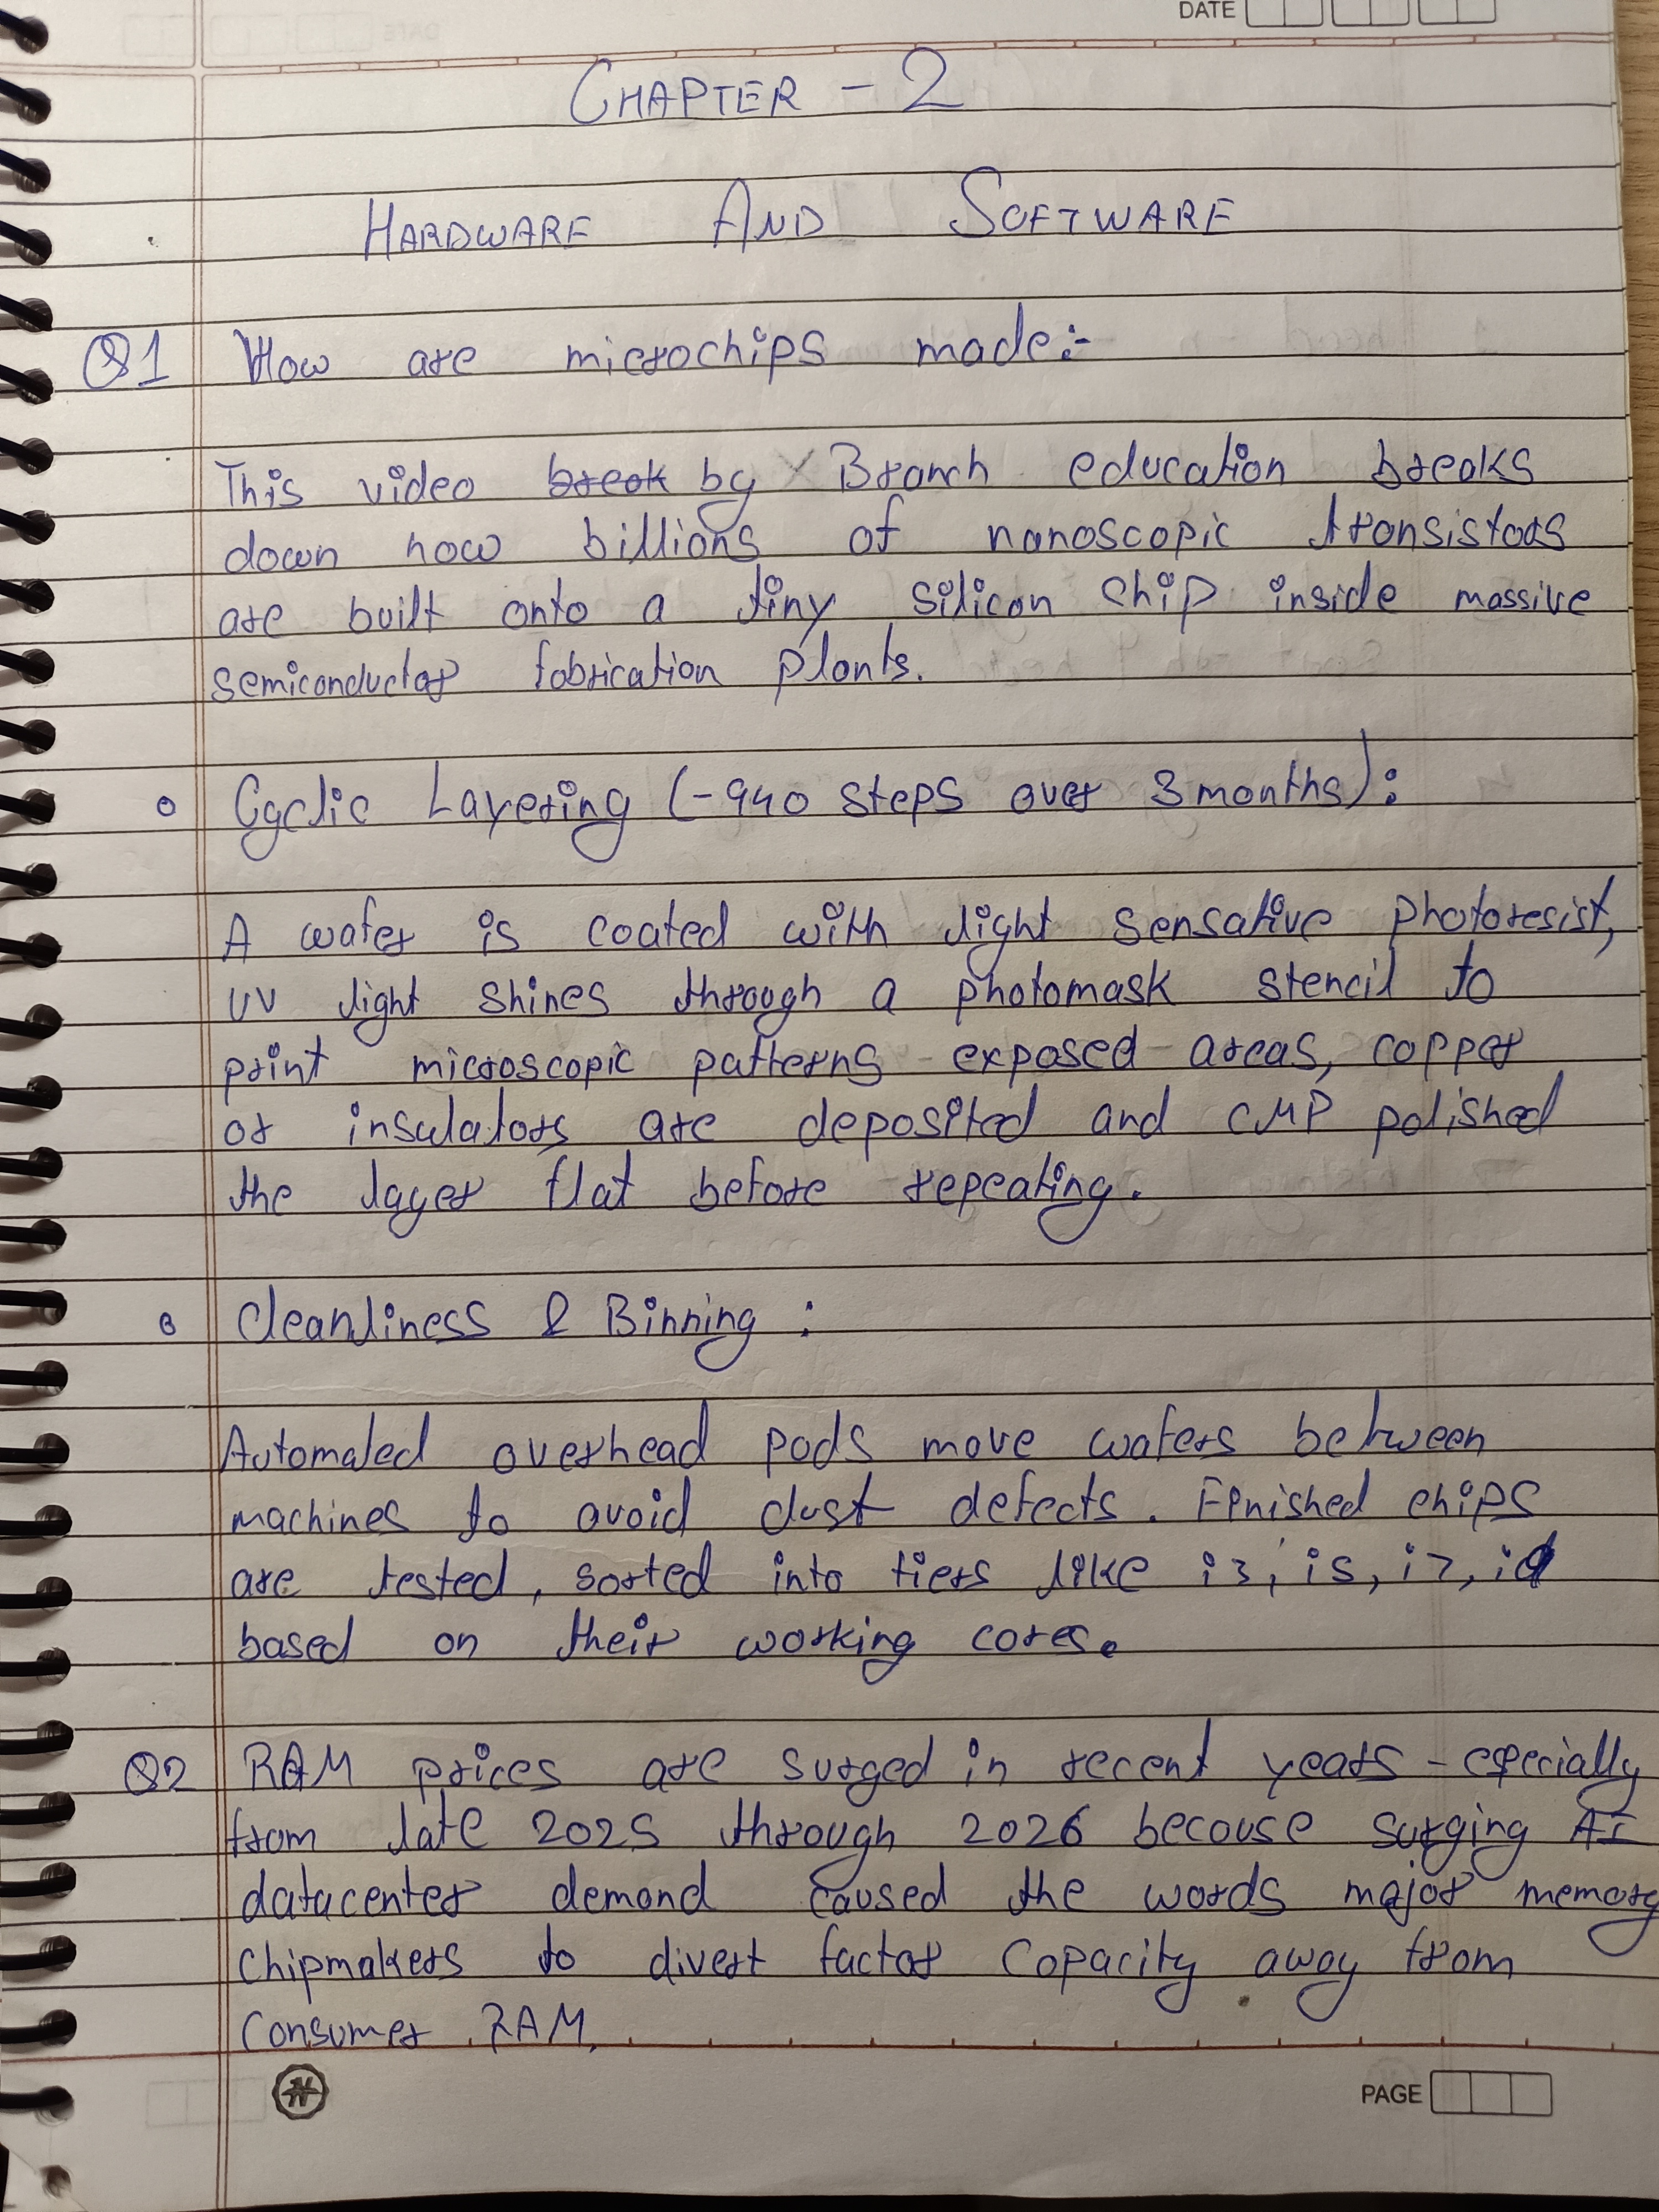 DATE
CHAPTER - 2
HARDWARE AND SOFTWARE
Q1 How are microchips made:-
This video break by Branch education breaks
down how billions of nanoscopic transistors
are built onto a tiny silicon chip inside massive
semiconductor fabrication plants.
Cyclic Layering (-940 steps over 3 months):
A wafer is coated with light sensative photoresist,
UV light shines through a photomask stencil to
print microscopic patterns - exposed areas, copper
or insulators are deposited and CMP polished
the layer flat before repeating.
Cleanliness & Binning :
Automated overhead pods move wafers between
machines to avoid dust defects. Finished chips
are tested, sorted into tiers like i3, i5, i7, i9
based on their working cores.
Q2 RAM prices are surged in recent years - especially
from late 2025 through 2026 becouse surging AI
datacenter demand caused the words major memory
chipmakers to divert factor Capacity away from
Consumer RAM.
PAGE